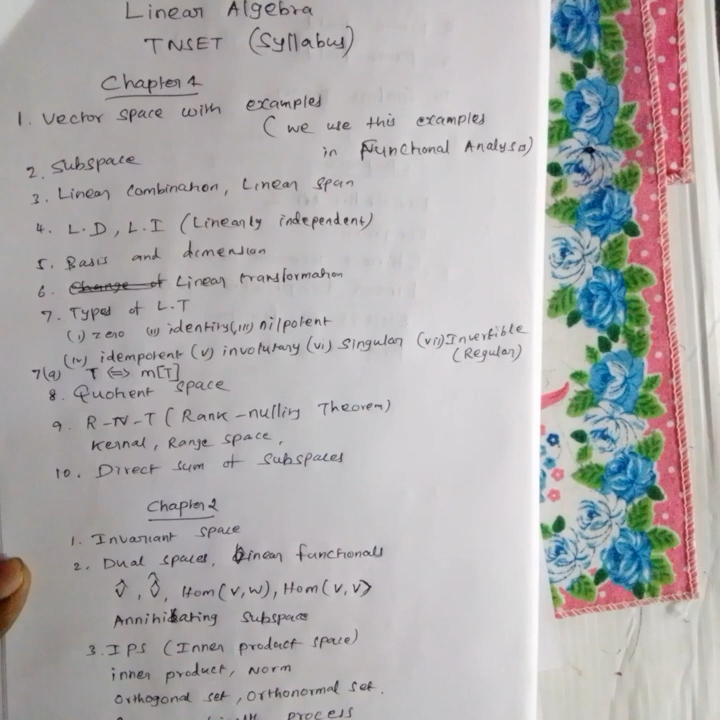 Linear Algebra
TNSET (Syllabus)
Chapter 1
1. Vector space with examples
(we use this examples
in Functional Analysis)
2. Subspace
3. Linear Combination, Linear span
4. L.D, L.I (Linearly independent)
5. Basis and dimension
6. Change of Linear transformation
7. Types of L.T
(i) zero (ii) identity (iii) nilpotent
(iv) idempotent (v) involutary (vi) singular (vii) Invertible
(Regular)
7(a) T ⇔ m[T]
8. Quotient space
9. R-N-T (Rank-nullity Theorem)
Kernal, Range space,
10. Direct sum of subspaces
Chapter 2
1. Invariant space
2. Dual spaces, Linear functionals
Hom(V,W), Hom(V,V)
Annihilating Subspace
3. IPS (Inner product space)
inner product, Norm
Orthogonal set, Orthonormal set.
process